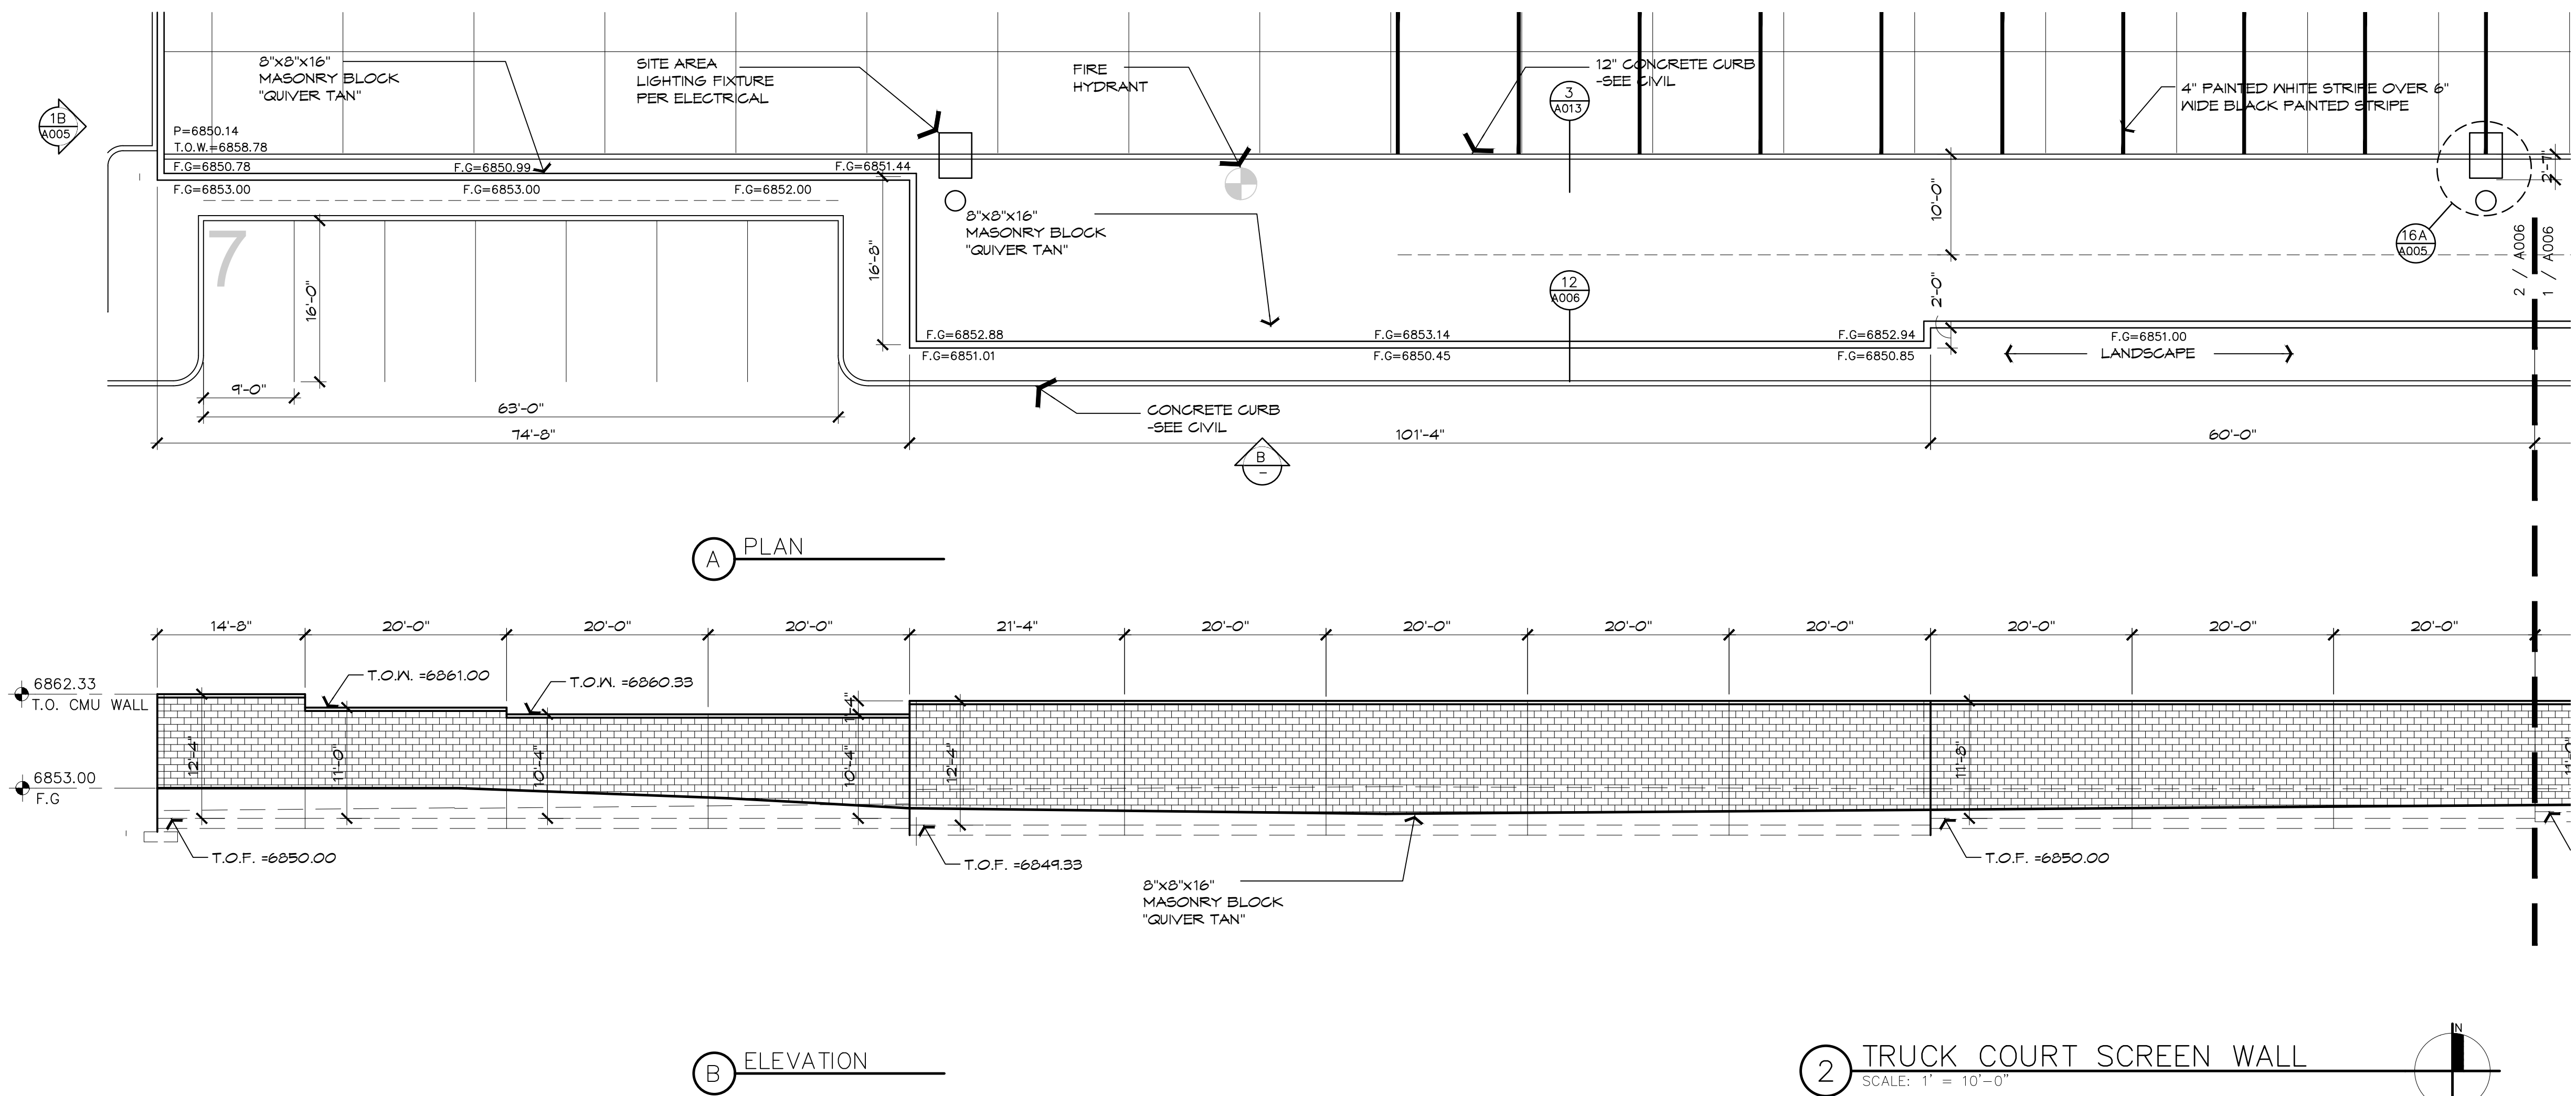 8"x8"x16"
MASONRY BLOCK
"QUIVER TAN"
SITE AREA
LIGHTING FIXTURE
PER ELECTRICAL
FIRE
HYDRANT
12" CONCRETE CURB
-SEE CIVIL
3
A013
4" PAINTED WHITE STRIPE OVER 6"
WIDE BLACK PAINTED STRIPE
1B
A005
P=6850.14
T.O.W.=6858.78
F.G=6850.78
F.G=6850.99
F.G=6851.44
F.G=6853.00
F.G=6853.00
F.G=6852.00
2'-7"
10'-0"
8"x8"x16"
MASONRY BLOCK
"QUIVER TAN"
7
16'-0"
16'-8"
16A
A005
2 / A006
1 / A006
12
A006
2'-0"
F.G=6852.88
F.G=6853.14
F.G=6852.94
F.G=6851.00
F.G=6851.01
F.G=6850.45
F.G=6850.85
LANDSCAPE
9'-0"
63'-0"
CONCRETE CURB
-SEE CIVIL
74'-8"
101'-4"
60'-0"
B
-
A
PLAN
14'-8"
20'-0"
20'-0"
20'-0"
21'-4"
20'-0"
20'-0"
20'-0"
20'-0"
20'-0"
20'-0"
20'-0"
6862.33
T.O. CMU WALL
T.O.W. =6861.00
T.O.W. =6860.33
1'-4"
12'-4"
11'-0"
10'-4"
10'-4"
12'-4"
11'-8"
6853.00
F.G
T.O.F. =6850.00
T.O.F. =6849.33
T.O.F. =6850.00
8"x8"x16"
MASONRY BLOCK
"QUIVER TAN"
B
ELEVATION
2
TRUCK COURT SCREEN WALL
SCALE: 1' = 10'-0"
N